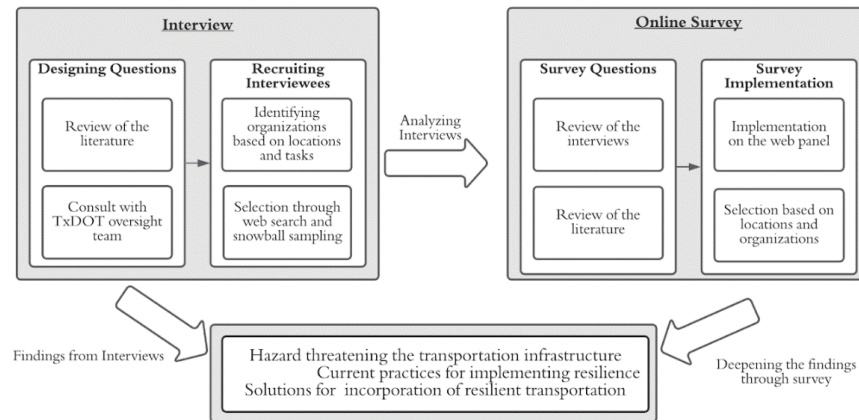 Interview
Designing Questions
Review of the
literature
Consult with
TxDOT oversight
team
Recruiting
Interviewees
Identifying
organizations
based on locations
and tasks
Selection through
web search and
snowball sampling
Analyzing
Interviews
Online Survey
Survey Questions
Review of the
interviews
Review of the
literature
Survey
Implementation
Implementation
on the web panel
Selection based on
locations and
organizations
Findings from Interviews
Hazard threatening the transportation infrastructure
Current practices for implementing resilience
Solutions for incorporation of resilient transportation
Deepening the findings
through survey